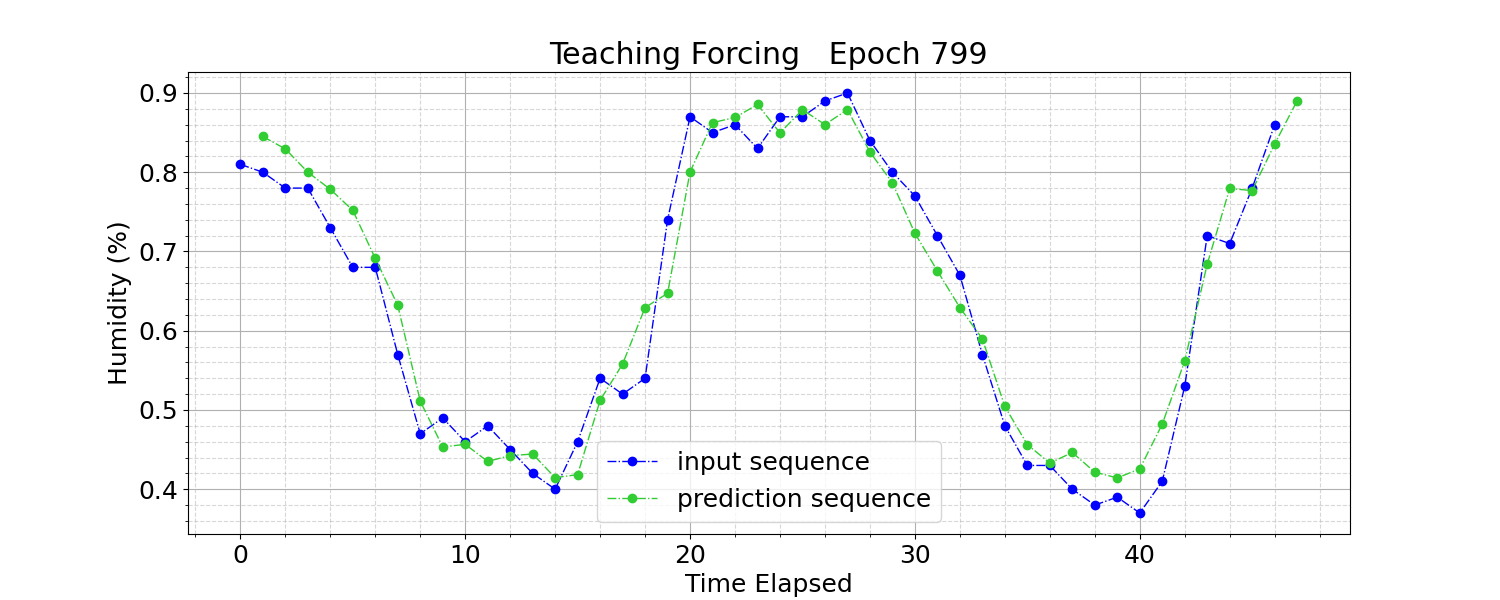 Teaching Forcing   Epoch 799
Humidity (%)
0.9
0.8
0.7
0.6
0.5
0.4
input sequence
prediction sequence
0 10 20 30 40
Time Elapsed